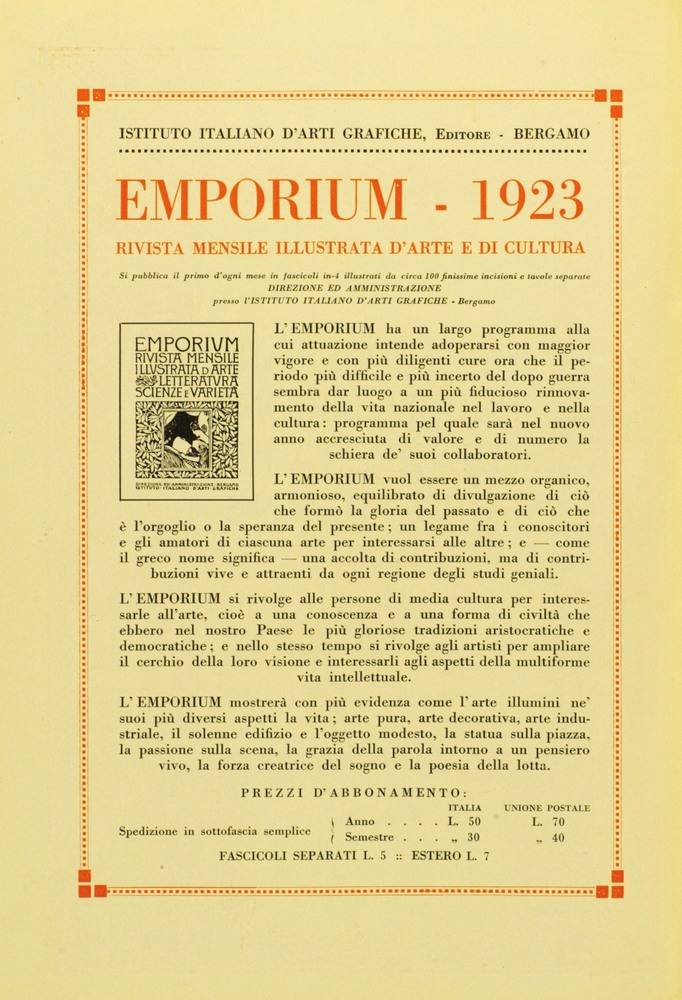 ISTITUTO ITALIANO D'ARTI GRAFICHE, EDITORE - BERGAMO
EMPORIUM - 1923
RIVISTA MENSILE ILLUSTRATA D'ARTE E DI CULTURA
Si pubblica il primo d'ogni mese in fascicoli in-4 illustrati da circa 100 finissime incisioni e tavole separate
DIREZIONE ED AMMINISTRAZIONE
presso l'ISTITUTO ITALIANO D'ARTI GRAFICHE - Bergamo
EMPORIVM
RIVISTA MENSILE
ILLVSTRATA D'ARTE
LETTERATVRA
SCIENZE E VARIETA
DIREZIONE ED AMMINISTRAZIONE BERGAMO
ISTITVTO ITALIANO D'ARTI GRAFICHE
L'EMPORIUM ha un largo programma alla
cui attuazione intende adoperarsi con maggior
vigore e con più diligenti cure ora che il pe-
riodo più difficile e più incerto del dopo guerra
sembra dar luogo a un più fiducioso rinnova-
mento della vita nazionale nel lavoro e nella
cultura: programma pel quale sarà nel nuovo
anno accresciuta di valore e di numero la
schiera de' suoi collaboratori.
L'EMPORIUM vuol essere un mezzo organico,
armonioso, equilibrato di divulgazione di ciò
che formò la gloria del passato e di ciò che
è l'orgoglio o la speranza del presente; un legame fra i conoscitori
e gli amatori di ciascuna arte per interessarsi alle altre; e — come
il greco nome significa — una accolta di contribuzioni, ma di contri-
buzioni vive e attraenti da ogni regione degli studi geniali.
L'EMPORIUM si rivolge alle persone di media cultura per interes-
sarle all'arte, cioè a una conoscenza e a una forma di civiltà che
ebbero nel nostro Paese le più gloriose tradizioni aristocratiche e
democratiche; e nello stesso tempo si rivolge agli artisti per ampliare
il cerchio della loro visione e interessarli agli aspetti della multiforme
vita intellettuale.
L'EMPORIUM mostrerà con più evidenza come l'arte illumini ne'
suoi più diversi aspetti la vita; arte pura, arte decorativa, arte indu-
striale, il solenne edifizio e l'oggetto modesto, la statua sulla piazza,
la passione sulla scena, la grazia della parola intorno a un pensiero
vivo, la forza creatrice del sogno e la poesia della lotta.
PREZZI D'ABBONAMENTO:
ITALIA UNIONE POSTALE
Spedizione in sottofascia semplice
Anno . . . . L. 50 L. 70
Semestre . . . „ 30 „ 40
FASCICOLI SEPARATI L. 5 :: ESTERO L. 7